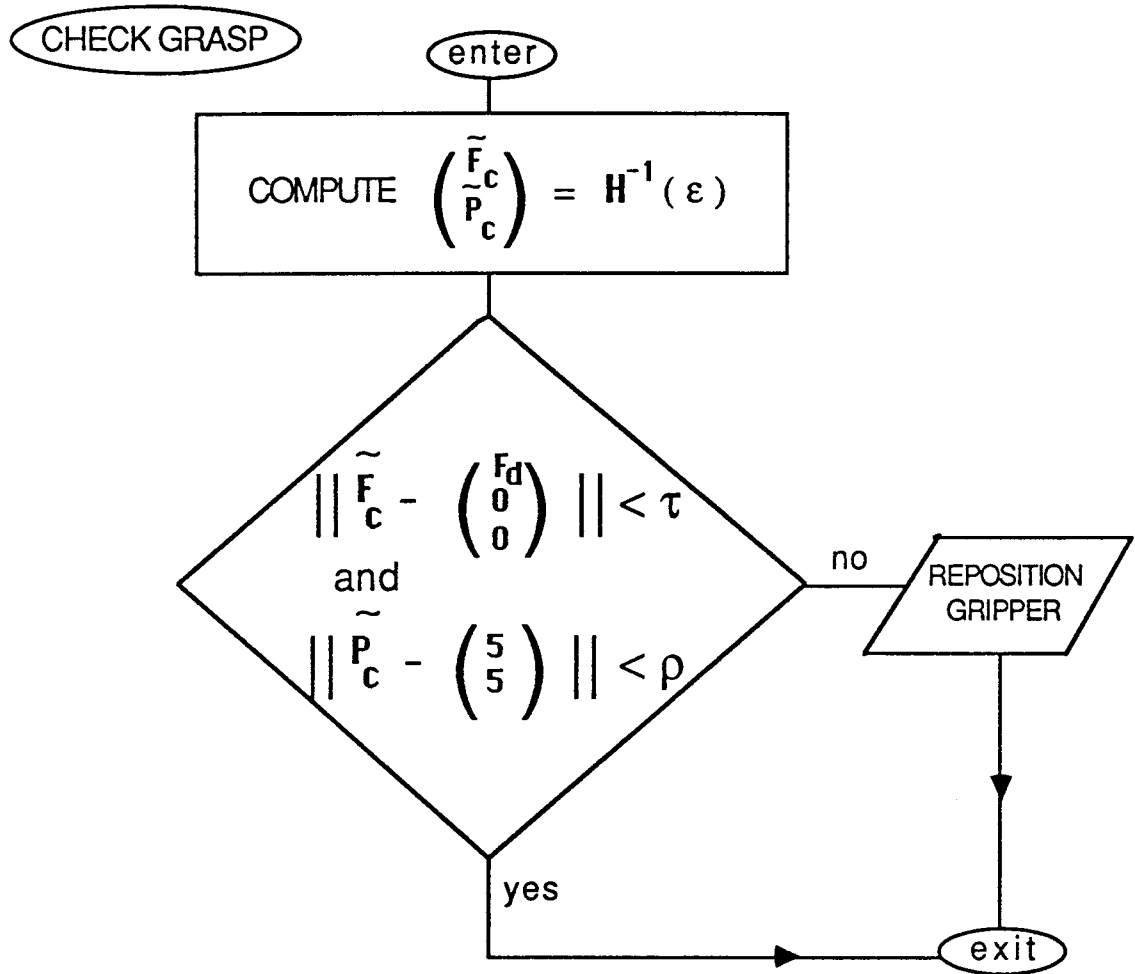 CHECK GRASP
enter
COMPUTE ( F̃c P̃c ) = H⁻¹ ( ε )
|| F̃c - ( Fd 0 0 ) || < τ
and
|| P̃c - ( 5 5 ) || < ρ
no
REPOSITION
GRIPPER
yes
exit